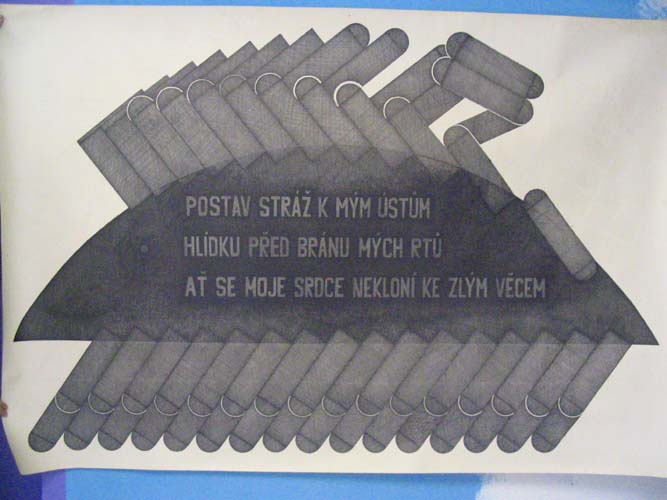 POSTAV STRÁŽ K MÝM ÚSTŮM
HLÍDKU PŘED BRÁNU MÝCH RTŮ
AŤ SE MOJE SRDCE NEKLONÍ KE ZLÝM VĚCEM